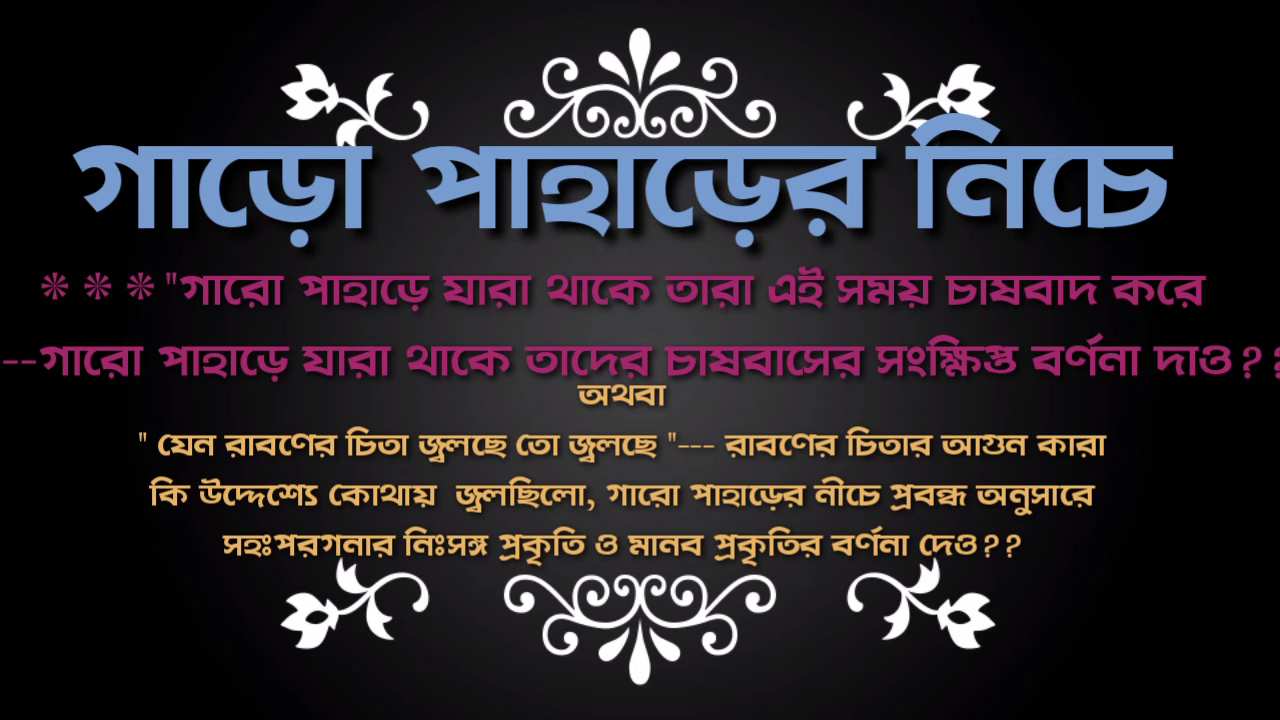 গাড়ো পাহাড়ের নিচে
* * * "গারো পাহাড়ে যারা থাকে তারা এই সময় চাষবাদ করে
--গারো পাহাড়ে যারা থাকে তাদের চাষবাসের সংক্ষিপ্ত বর্ণনা দাও??
অথবা
" যেন রাবণের চিতা জ্বলছে তো জ্বলছে "--- রাবণের চিতার আগুন কারা
কি উদ্দেশ্যে কোথায় জ্বলছিলো, গারো পাহাড়ের নীচে প্রবন্ধ অনুসারে
সহঃপরগনার নিঃসঙ্গ প্রকৃতি ও মানব প্রকৃতির বর্ণনা দেও??